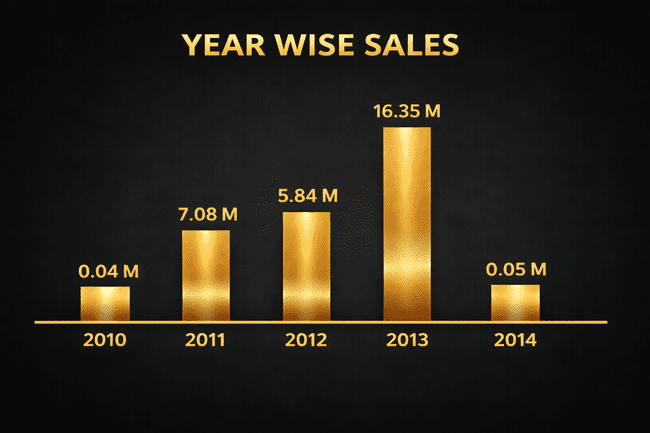 YEAR WISE SALES
16.35 M
7.08 M
5.84 M
0.04 M
0.05 M
2010 2011 2012 2013 2014